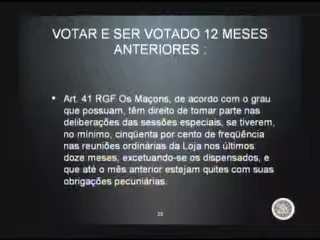 VOTAR E SER VOTADO 12 MESES
ANTERIORES :
• Art. 41 RGF Os Maçons, de acordo com o grau
que possuam, têm direito de tomar parte nas
deliberações das sessões especiais, se tiverem,
no mínimo, cinqüenta por cento de freqüência
nas reuniões ordinárias da Loja nos últimos
doze meses, excetuando-se os dispensados, e
que até o mês anterior estejam quites com suas
obrigações pecuniárias.